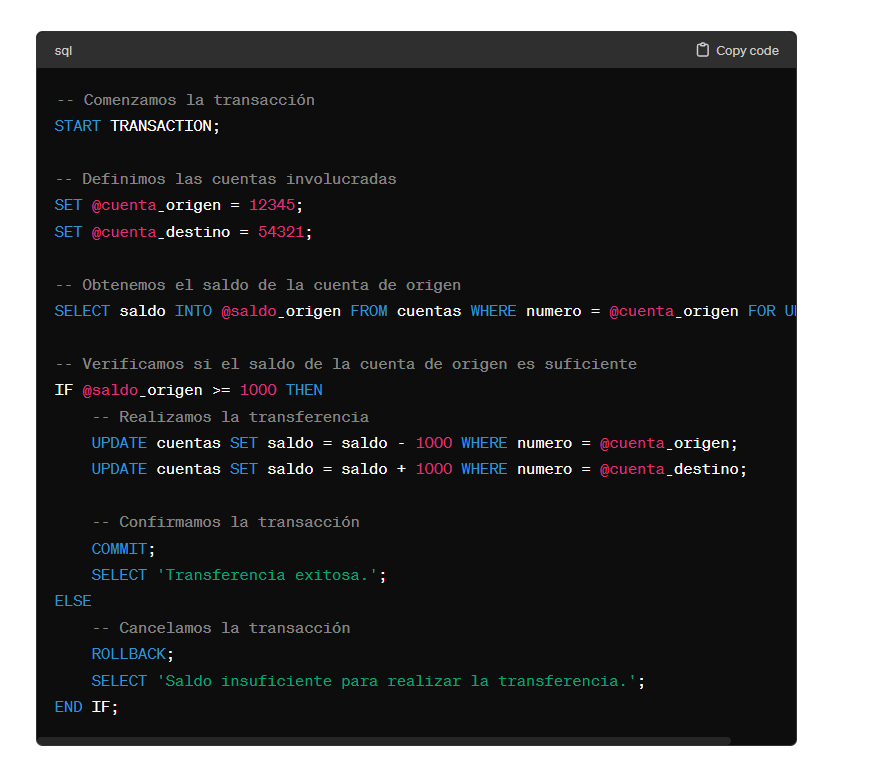 sql
Copy code
-- Comenzamos la transacción
START TRANSACTION;
-- Definimos las cuentas involucradas
SET @cuenta_origen = 12345;
SET @cuenta_destino = 54321;
-- Obtenemos el saldo de la cuenta de origen
SELECT saldo INTO @saldo_origen FROM cuentas WHERE numero = @cuenta_origen FOR
-- Verificamos si el saldo de la cuenta de origen es suficiente
IF @saldo_origen >= 1000 THEN
-- Realizamos la transferencia
UPDATE cuentas SET saldo = saldo - 1000 WHERE numero = @cuenta_origen;
UPDATE cuentas SET saldo = saldo + 1000 WHERE numero = @cuenta_destino;
-- Confirmamos la transacción
COMMIT;
SELECT 'Transferencia exitosa.';
ELSE
-- Cancelamos la transacción
ROLLBACK;
SELECT 'Saldo insuficiente para realizar la transferencia.';
END IF;